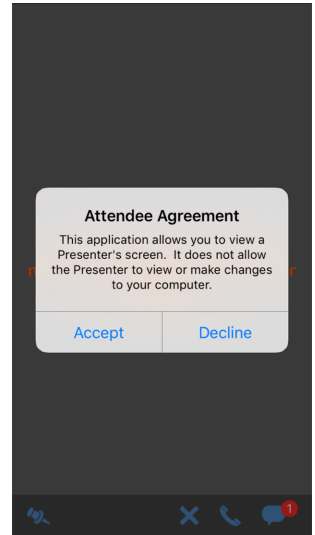 Attendee Agreement
This application allows you to view a
Presenter's screen.  It does not allow
the Presenter to view or make changes
to your computer.
Accept
Decline
1